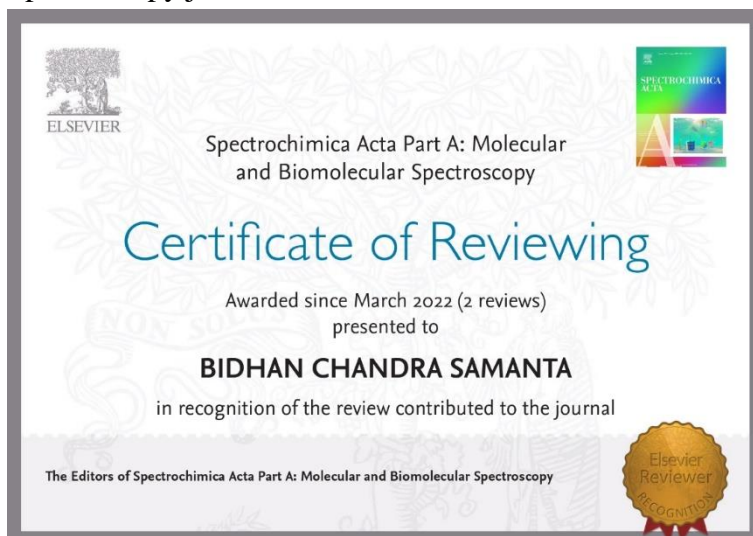 ELSEVIER
SPECTROCHIMICA
ACTA
Spectrochimica Acta Part A: Molecular
and Biomolecular Spectroscopy
Certificate of Reviewing
Awarded since March 2022 (2 reviews)
presented to
BIDHAN CHANDRA SAMANTA
in recognition of the review contributed to the journal
The Editors of Spectrochimica Acta Part A: Molecular and Biomolecular Spectroscopy
Elsevier
Reviewer
RECOGNITION
NON SOLUS